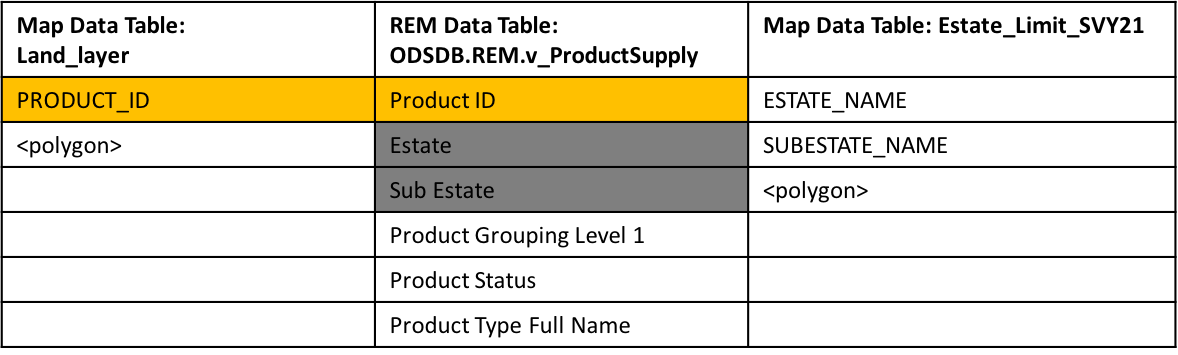 Map Data Table:
Land_layer
REM Data Table:
ODSDB.REM.v_ProductSupply
Map Data Table: Estate_Limit_SVY21
PRODUCT_ID
Product ID
ESTATE_NAME
<polygon>
Estate
SUBESTATE_NAME
Sub Estate
<polygon>
Product Grouping Level 1
Product Status
Product Type Full Name